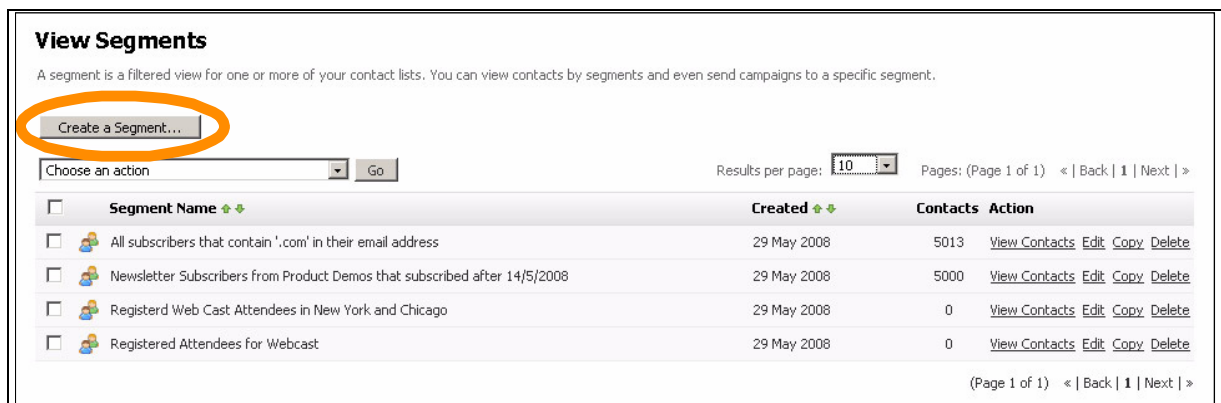 View Segments
A segment is a filtered view for one or more of your contact lists. You can view contacts by segments and even send campaigns to a specific segment.
Create a Segment...
Choose an action Go Results per page: 10 Pages: (Page 1 of 1) « | Back | 1 | Next | »
Segment Name Created Contacts Action
All subscribers that contain '.com' in their email address 29 May 2008 5013 View Contacts Edit Copy Delete
Newsletter Subscribers from Product Demos that subscribed after 14/5/2008 29 May 2008 5000 View Contacts Edit Copy Delete
Registerd Web Cast Attendees in New York and Chicago 29 May 2008 0 View Contacts Edit Copy Delete
Registered Attendees for Webcast 29 May 2008 0 View Contacts Edit Copy Delete
(Page 1 of 1) « | Back | 1 | Next | »